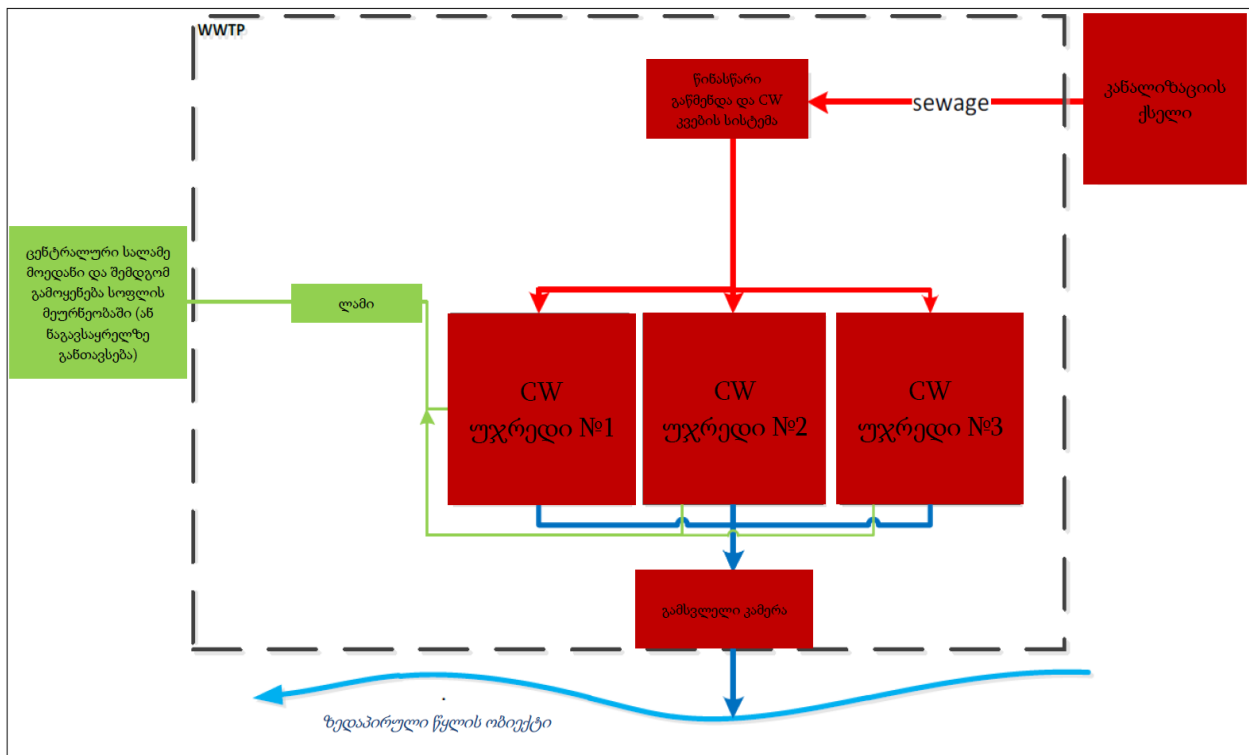 WWTP
წინასწარი
გაწმენდა და CW
კვების სისტემა
sewage
კანალიზაციის
ქსელი
ცენტრალური სალამე
მოედანი და შემდგომ
გამოყენება სოფლის
მეურნეობაში (ან
ნაგავსაყრელზე
განთავსება)
ლამი
CW
უჯრედი №1
CW
უჯრედი №2
CW
უჯრედი №3
გამსვლელი კამერა
ზედაპირული წყლის ობიექტი